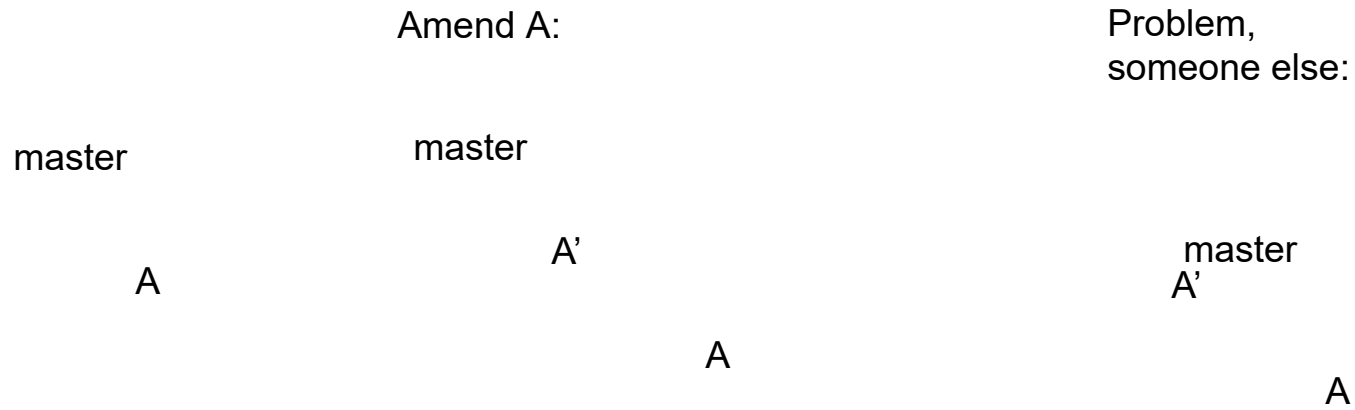 Amend A:
Problem,
someone else:
master
master
A’
master
A
A’
A
A